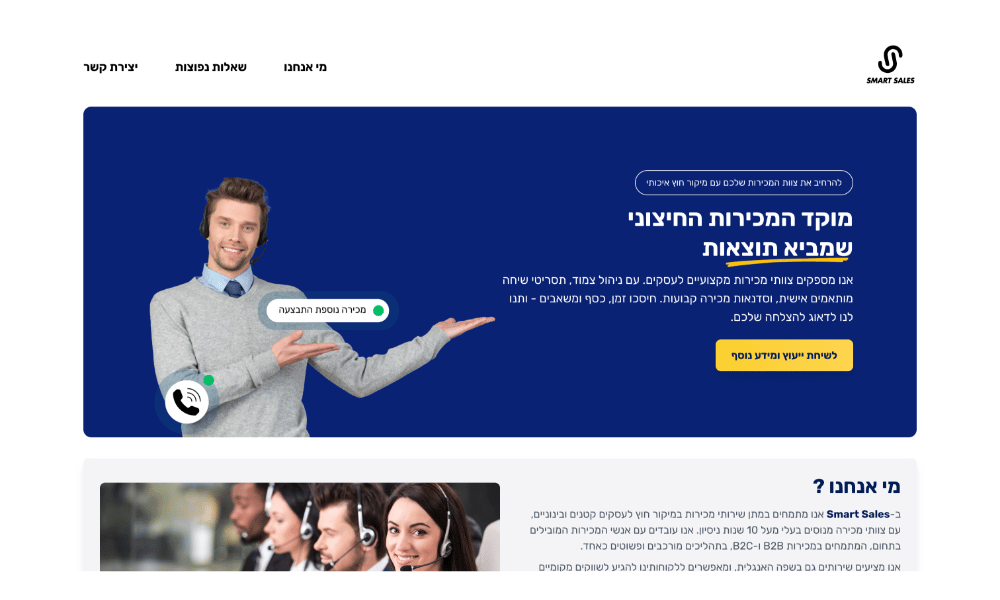 SMART SALES
מי אנחנו
שאלות נפוצות
יצירת קשר
להרחיב את צוות המכירות שלכם עם מיקור חוץ איכותי
מוקד המכירות החיצוני
שמביא תוצאות
אנו מספקים צוותי מכירות מקצועיים לעסקים. עם ניהול צמוד, תסריטי שיחה
מותאמים אישית, וסדנאות מכירה קבועות. חיסכו זמן, כסף ומשאבים - ותנו
לנו לדאוג להצלחה שלכם.
לשיחת ייעוץ ומידע נוסף
מכירה נוספת התבצעה
מי אנחנו ?
ב-Smart Sales אנו מתמחים במתן שירותי מכירות במיקור חוץ לעסקים קטנים ובינוניים,
עם צוותי מכירה מנוסים בעלי מעל 10 שנות ניסיון. אנו עובדים עם אנשי המכירות המובילים
בתחום, המתמחים במכירות B2B ו-B2C, בתהליכים מורכבים ופשוטים כאחד.
אנו מציעים שירותים גם בשפה האנגלית, ומאפשרים ללקוחותינו להגיע לשווקים מקומיים